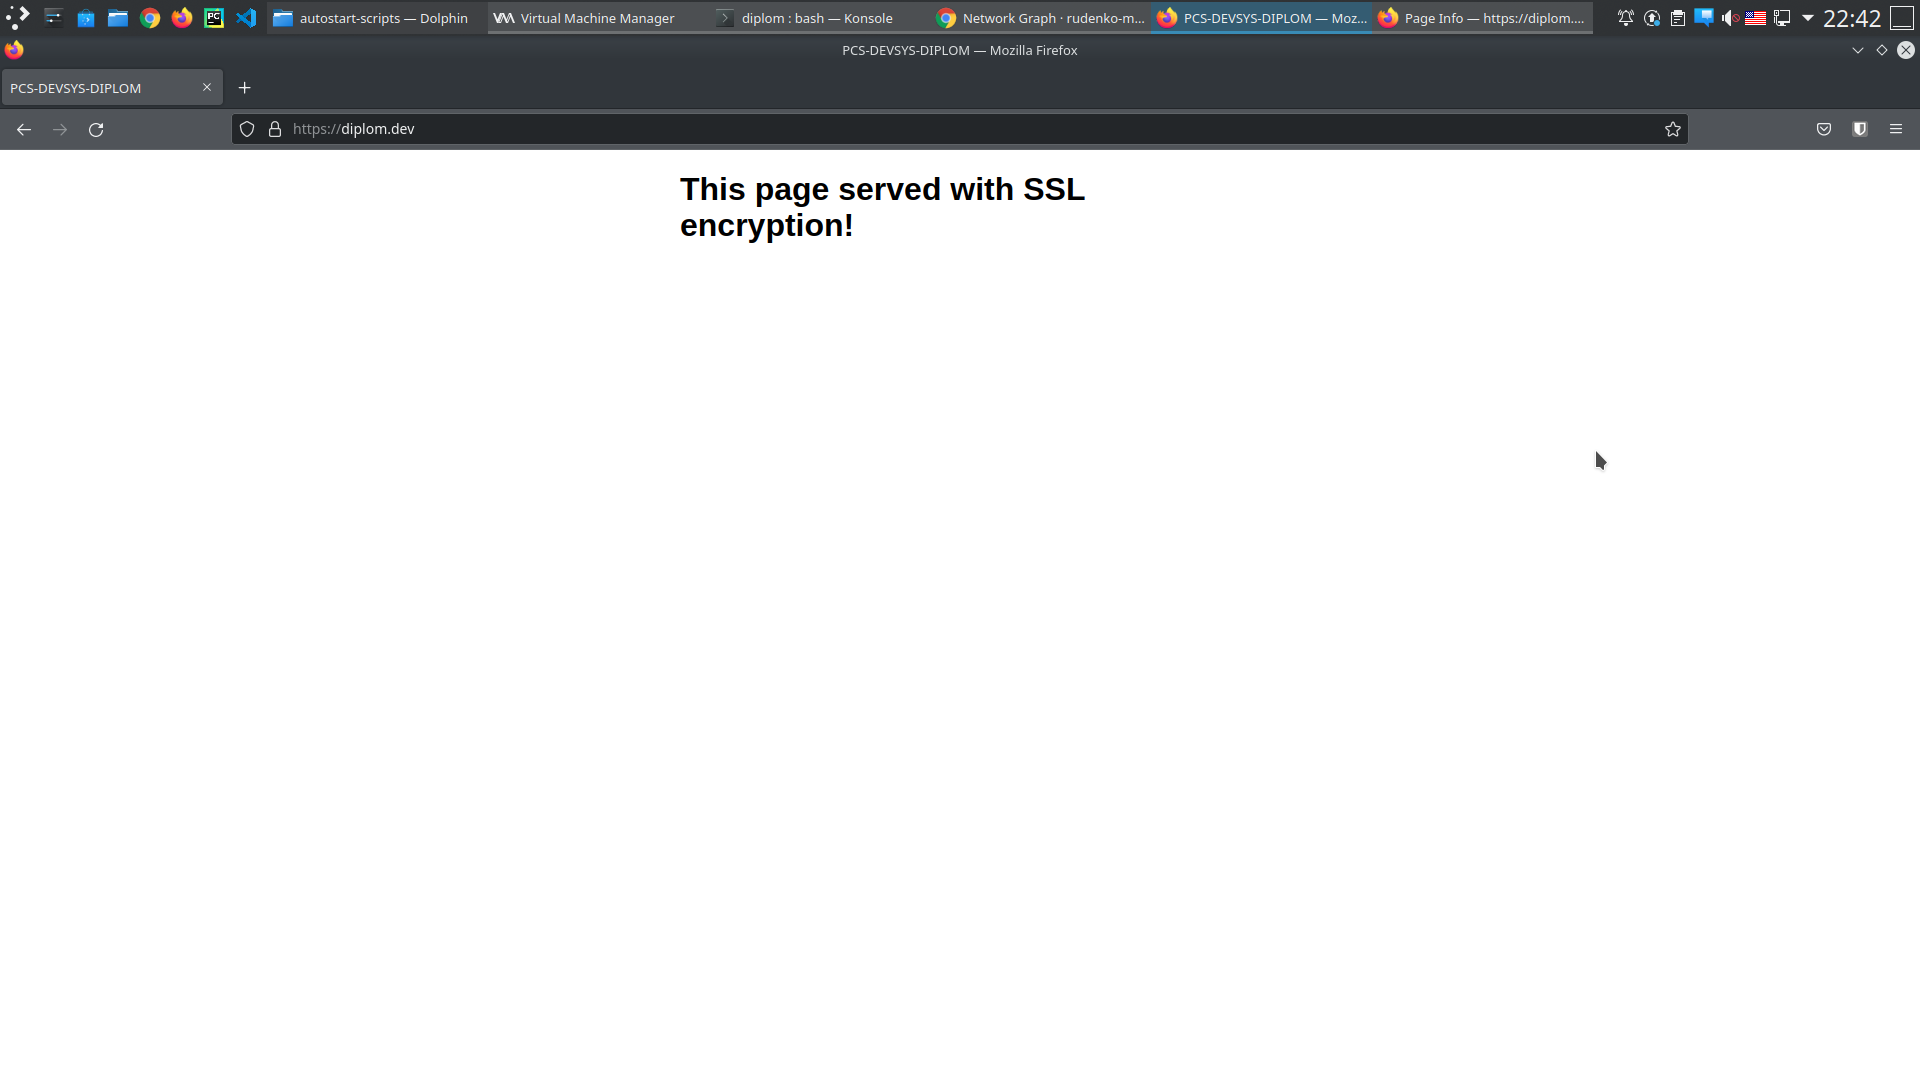 autostart-scripts — Dolphin
Virtual Machine Manager
diplom : bash — Konsole
Network Graph · rudenko-m...
PCS-DEVSYS-DIPLOM — Moz...
Page Info — https://diplom....
22:42
PCS-DEVSYS-DIPLOM — Mozilla Firefox
PCS-DEVSYS-DIPLOM
https://diplom.dev
This page served with SSL
encryption!